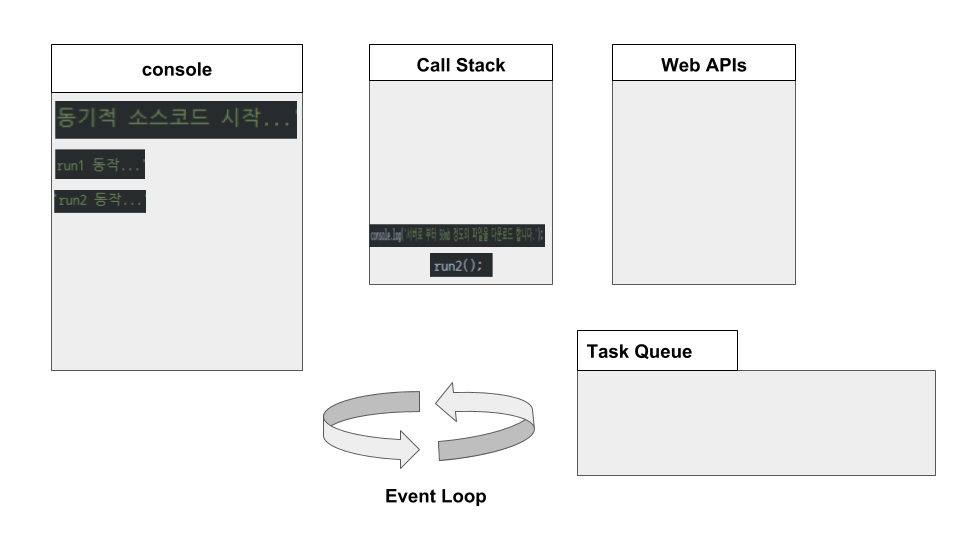 console
동기적 소스코드 시작...'
run1 동작...'
'run2 동작...'
Call Stack
console.log('서버로 부터 50mb 정도의 파일을 다운로드 합니다.');
run2();
Web APIs
Task Queue
Event Loop